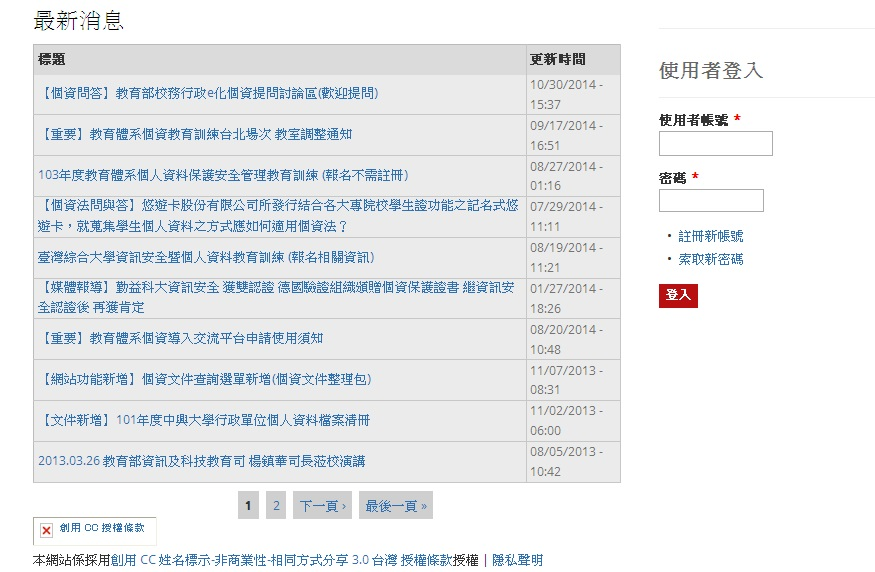 最新消息
標題 更新時間
【個資問答】教育部校務行政e化個資提問討論區(歡迎提問)
10/30/2014 -
15:37
【重要】教育體系個資教育訓練台北場次 教室調整通知
09/17/2014 -
16:51
103年度教育體系個人資料保護安全管理教育訓練 (報名不需註冊)
08/27/2014 -
01:16
【個資法問與答】悠遊卡股份有限公司所發行結合各大專院校學生證功能之記名式悠
遊卡，就蒐集學生個人資料之方式應如何適用個資法？
07/29/2014 -
11:11
臺灣綜合大學資訊安全暨個人資料教育訓練 (報名相關資訊)
08/19/2014 -
11:21
【媒體報導】勤益科大資訊安全 獲雙認證 德國驗證組織頒贈個資保護證書 繼資訊安
全認證後 再獲肯定
01/27/2014 -
18:26
【重要】教育體系個資導入交流平台申請使用須知
08/20/2014 -
10:48
【網站功能新增】個資文件查詢選單新增(個資文件整理包)
11/07/2013 -
08:31
【文件新增】101年度中興大學行政單位個人資料檔案清冊
11/02/2013 -
06:00
2013.03.26 教育部資訊及科技教育司 楊鎮華司長蒞校演講
08/05/2013 -
10:42
1 2 下一頁 › 最後一頁 »
創用 CC 授權條款
本網站係採用創用 CC 姓名標示-非商業性-相同方式分享 3.0 台灣 授權條款授權 | 隱私聲明
使用者登入
使用者帳號 *
密碼 *
• 註冊新帳號
• 索取新密碼
登入